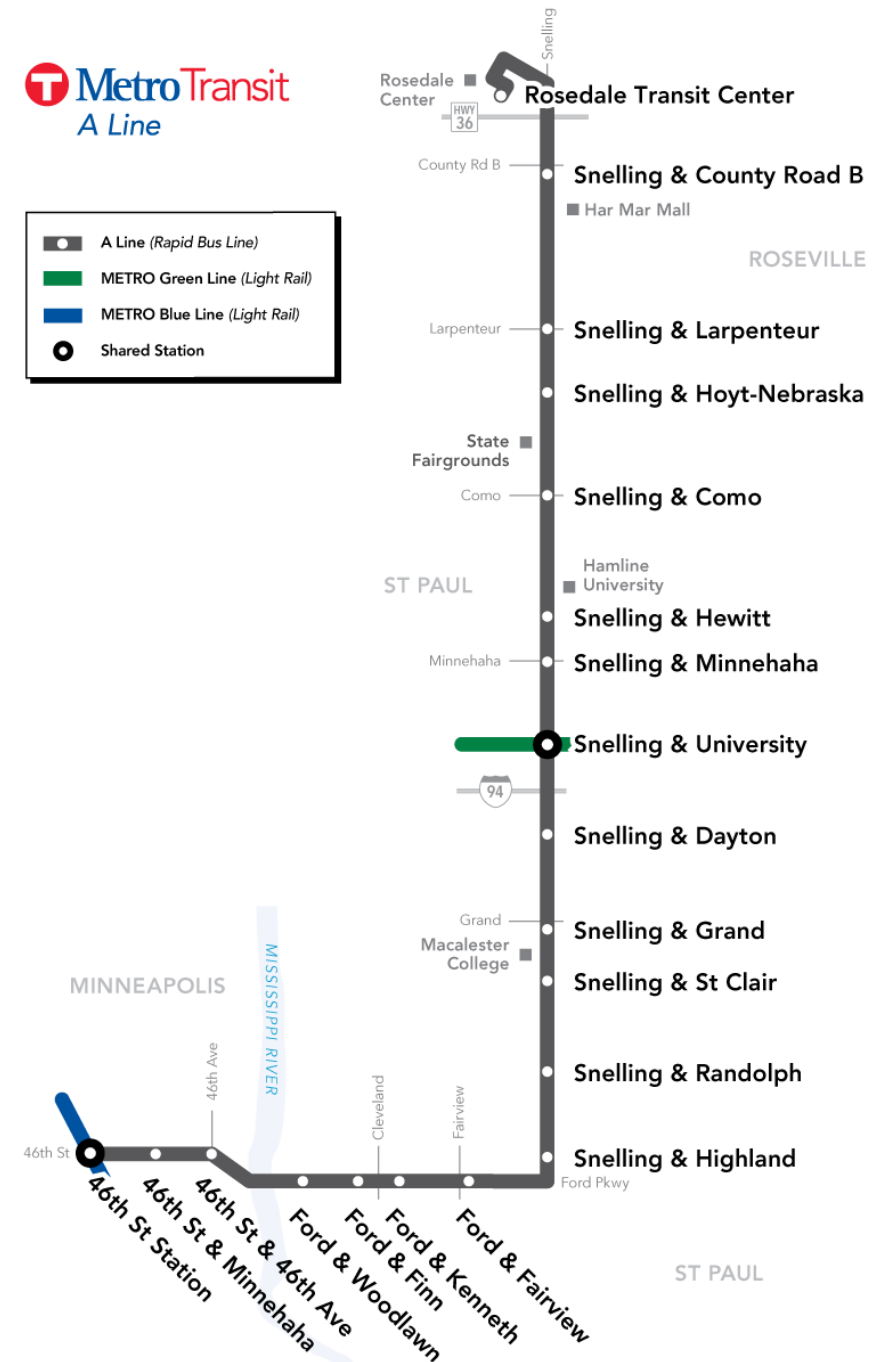 Snelling
T Metro Transit
A Line
Rosedale
Center
Rosedale Transit Center
HWY
36
County Rd B
Snelling & County Road B
Har Mar Mall
ROSEVILLE
A Line (Rapid Bus Line)
METRO Green Line (Light Rail)
METRO Blue Line (Light Rail)
Shared Station
Larpenteur
Snelling & Larpenteur
Snelling & Hoyt-Nebraska
State
Fairgrounds
Como
Snelling & Como
Hamline
University
ST PAUL
Snelling & Hewitt
Minnehaha
Snelling & Minnehaha
Snelling & University
94
Snelling & Dayton
Grand
Snelling & Grand
Macalester
College
Snelling & St Clair
MINNEAPOLIS
MISSISSIPPI RIVER
46th Ave
Cleveland
Fairview
Snelling & Randolph
46th St
Snelling & Highland
Ford Pkwy
46th St Station
46th St & Minnehaha
46th St & 46th Ave
Ford & Woodlawn
Ford & Finn
Ford & Kenneth
Ford & Fairview
ST PAUL